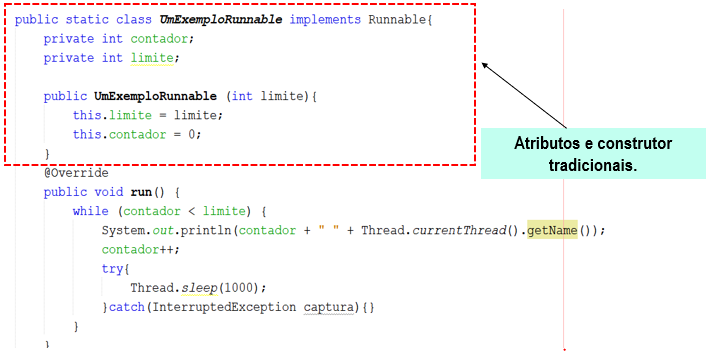 public static class UmExemploRunnable implements Runnable{
private int contador;
private int limite;
public UmExemploRunnable (int limite){
this.limite = limite;
this.contador = 0;
}
Atributos e construtor
tradicionais.
@Override
public void run() {
while (contador < limite) {
System.out.println(contador + " " + Thread.currentThread().getName());
contador++;
try{
Thread.sleep(1000);
}catch(InterruptedException captura){}
}
}